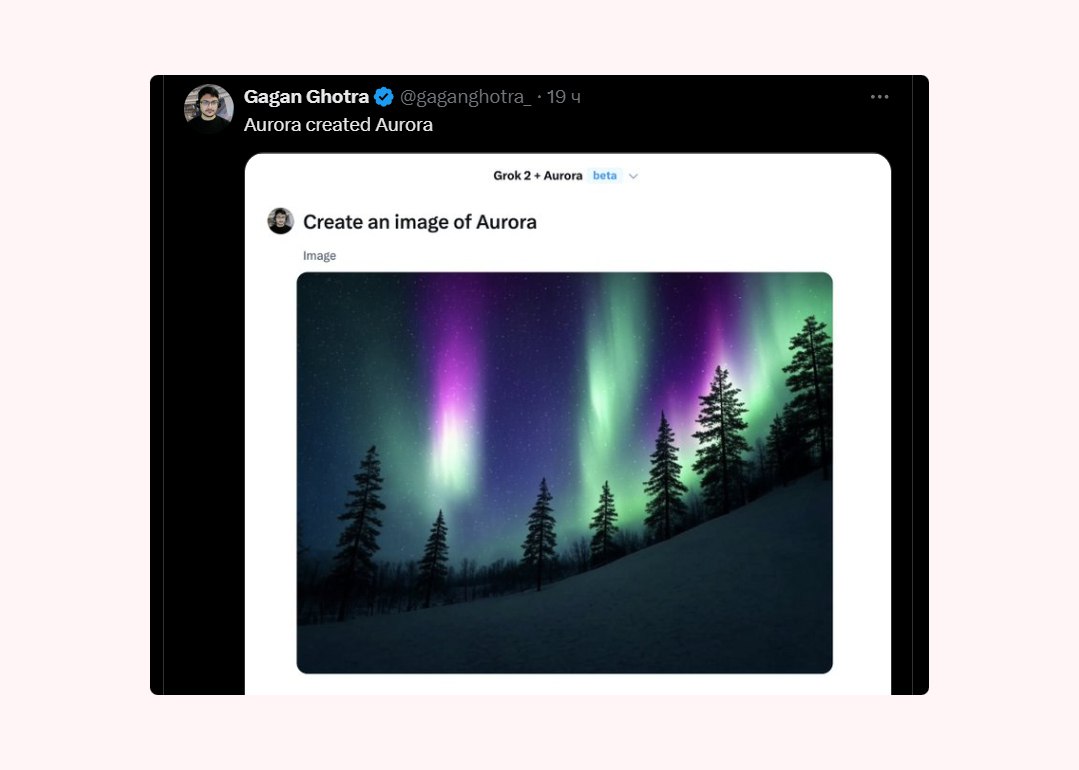 Gagan Ghotra @gaganghotra_ · 19 ч
Aurora created Aurora
Grok 2 + Aurora beta
Create an image of Aurora
Image